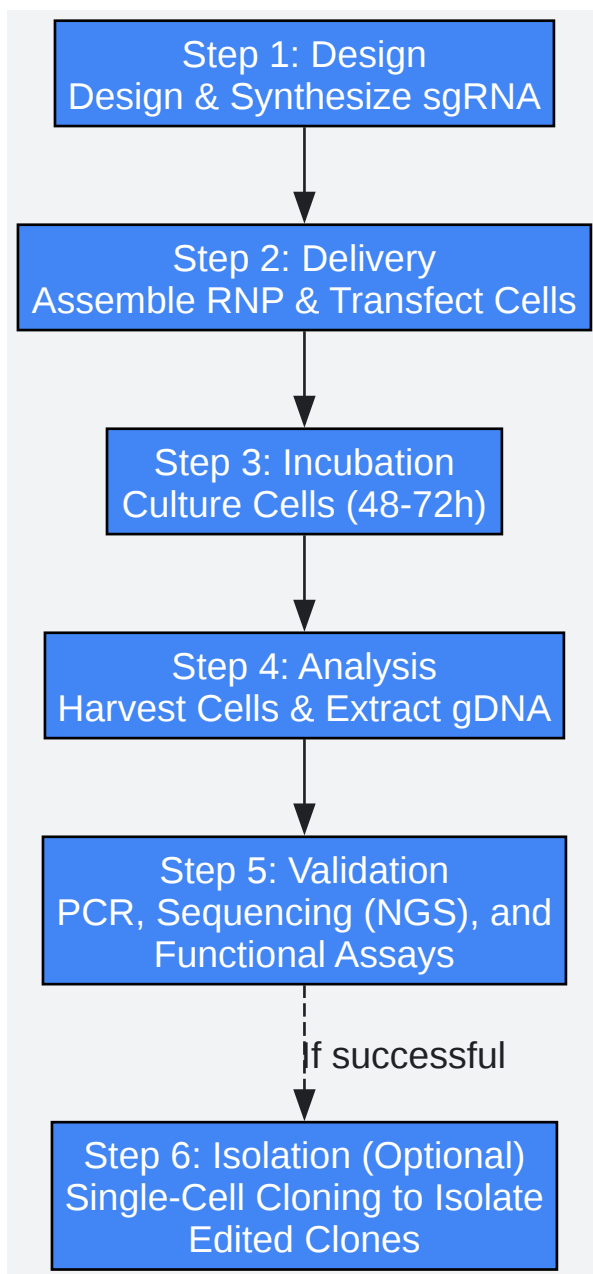 Step 1: Design
Design & Synthesize sgRNA
Step 2: Delivery
Assemble RNP & Transfect Cells
Step 3: Incubation
Culture Cells (48-72h)
Step 4: Analysis
Harvest Cells & Extract gDNA
Step 5: Validation
PCR, Sequencing (NGS), and
Functional Assays
If successful
Step 6: Isolation (Optional)
Single-Cell Cloning to Isolate
Edited Clones